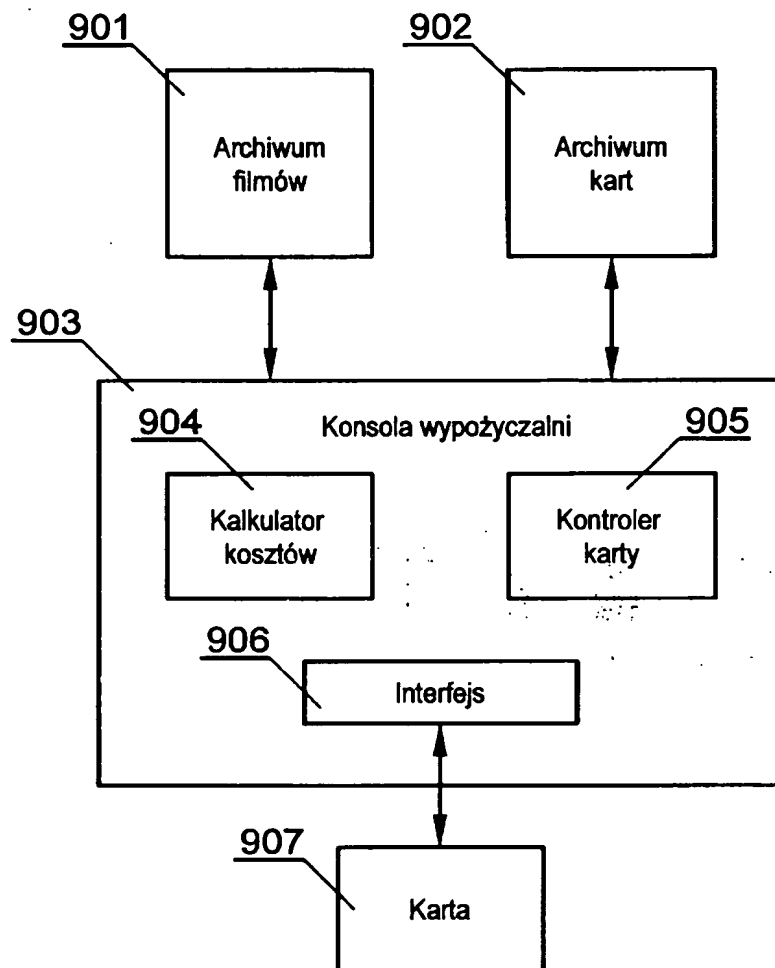 901
902
Archiwum
filmów
Archiwum
kart
903
Konsola wypożyczalni
904
905
Kalkulator
kosztów
Kontroler
karty
906
Interfejs
907
Karta